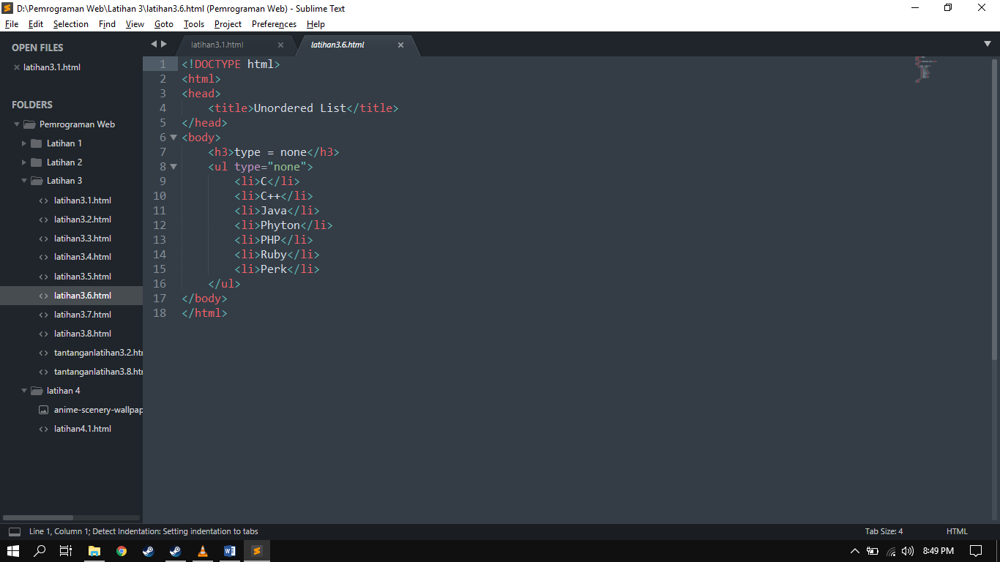 D:\Pemrograman Web\Latihan 3\latihan3.6.html (Pemrograman Web) - Sublime Text
File Edit Selection Find View Goto Tools Project Preferences Help
OPEN FILES
latihan3.1.html
FOLDERS
Pemrograman Web
Latihan 1
Latihan 2
Latihan 3
latihan3.1.html
latihan3.2.html
latihan3.3.html
latihan3.4.html
latihan3.5.html
latihan3.6.html
latihan3.7.html
latihan3.8.html
tantanganlatihan3.2.htm
tantanganlatihan3.8.htm
latihan 4
anime-scenery-wallpap
latihan4.1.html
latihan3.1.html latihan3.6.html
1 <!DOCTYPE html>
2 <html>
3 <head>
4 <title>Unordered List</title>
5 </head>
6 <body>
7 <h3>type = none</h3>
8 <ul type="none">
9 <li>C</li>
10 <li>C++</li>
11 <li>Java</li>
12 <li>Phyton</li>
13 <li>PHP</li>
14 <li>Ruby</li>
15 <li>Perk</li>
16 </ul>
17 </body>
18 </html>
Line 1, Column 1; Detect Indentation: Setting indentation to tabs Tab Size: 4 HTML
8:49 PM